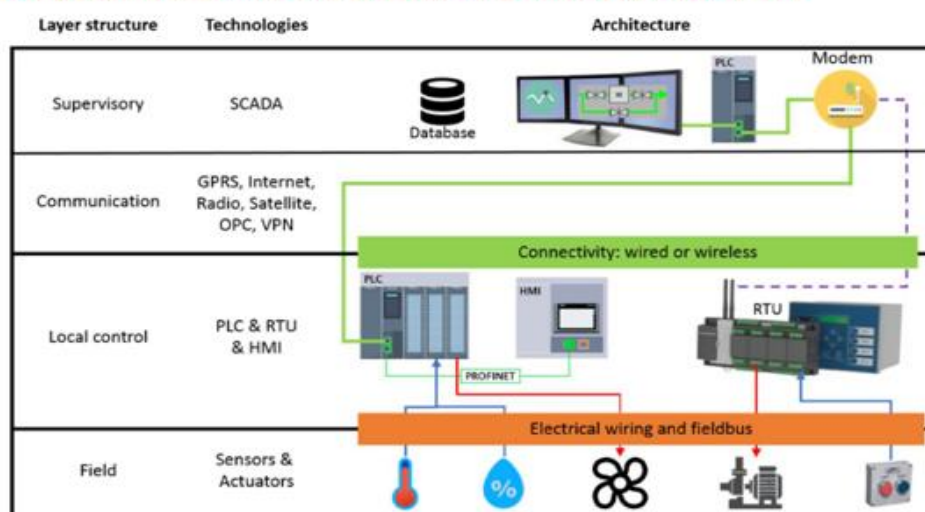 Layer structure
Technologies
Architecture
Supervisory
SCADA
Database
PLC
Modem
Communication
GPRS, Internet,
Radio, Satellite,
OPC, VPN
Connectivity: wired or wireless
Local control
PLC & RTU
& HMI
PLC
HMI
RTU
PROFINET
Electrical wiring and fieldbus
Field
Sensors &
Actuators
%